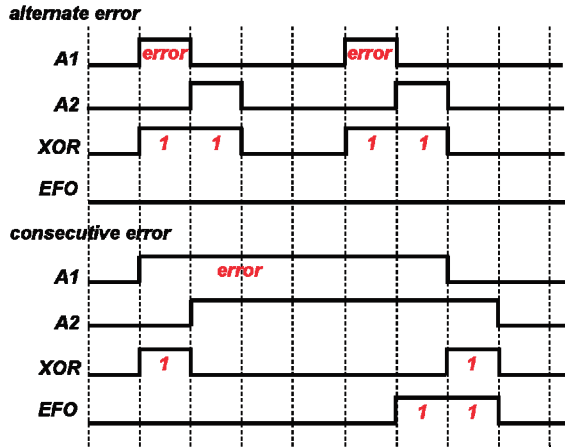 alternate error
A1 error error
A2
XOR 1 1 1 1
EFO
consecutive error
A1 error
A2
XOR 1 1
EFO 1 1